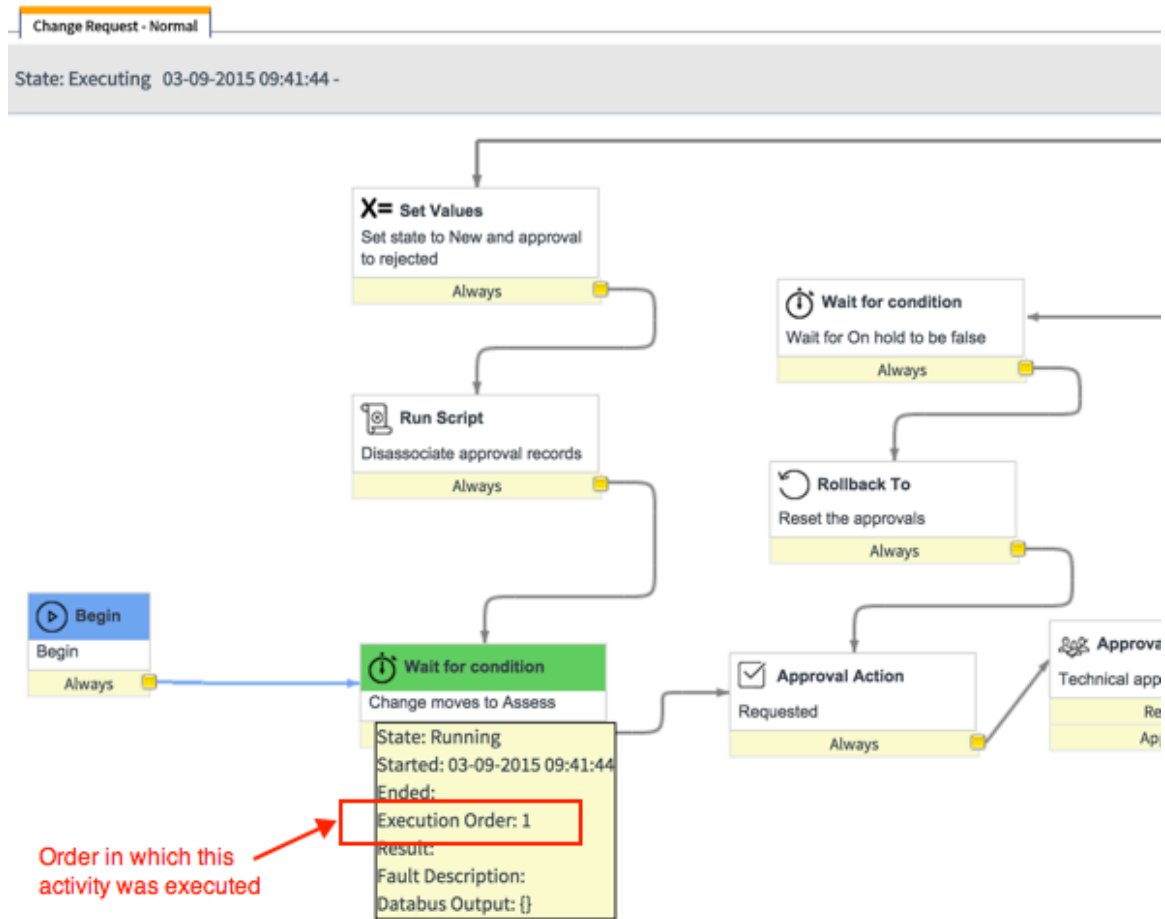 Change Request - Normal
State: Executing 03-09-2015 09:41:44 -
X= Set Values
Set state to New and approval
to rejected
Always
Wait for condition
Wait for On hold to be false
Always
Run Script
Disassociate approval records
Always
Rollback To
Reset the approvals
Always
Begin
Begin
Always
Wait for condition
Change moves to Assess
Approval Action
Requested
Always
Approva
Technical app
Re
Ap
State: Running
Started: 03-09-2015 09:41:44
Ended:
Execution Order: 1
Result:
Fault Description:
Databus Output: {}
Order in which this
activity was executed